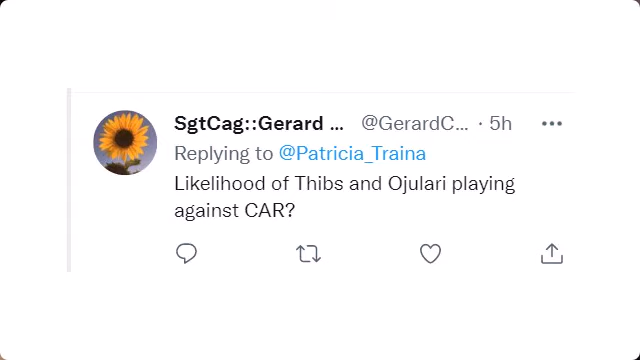 SgtCag::Gerard ... @GerardC... · 5h
Replying to @Patricia_Traina
Likelihood of Thibs and Ojulari playing
against CAR?